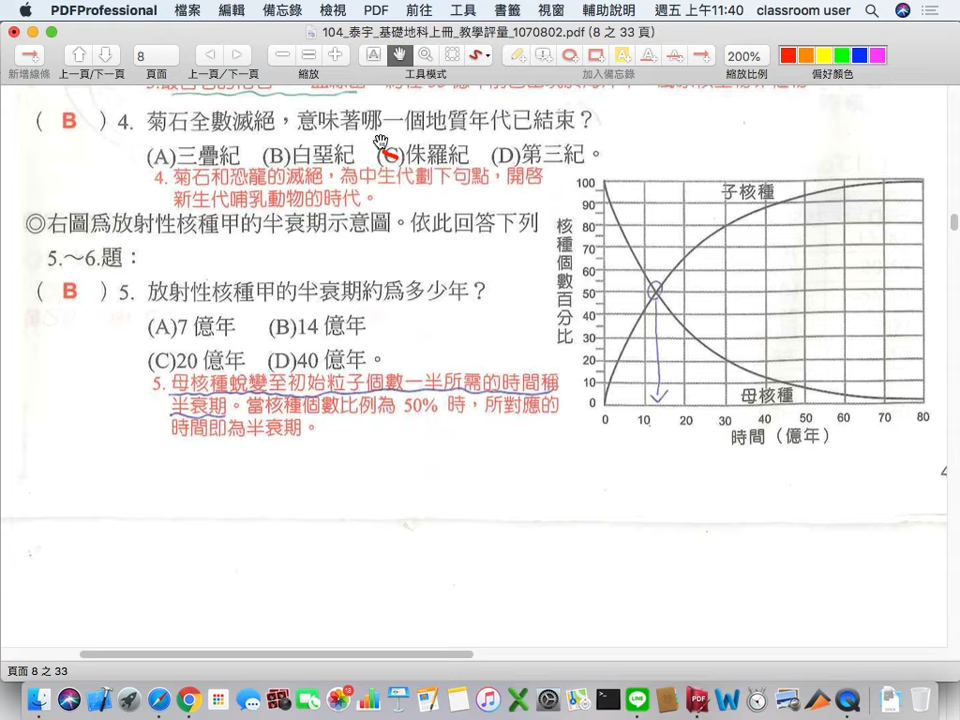 PDFProfessional 檔案 編輯 備忘錄 檢視 PDF 前往 工具 書籤 視窗 輔助說明 週五 上午11:40 classroom user
104_泰宇_基礎地科上冊_教學評量_1070802.pdf (8 之 33 頁)
8 200%
新增線條 上一頁/下一頁 頁面 上一頁/下一頁 縮放 工具模式 加入備忘錄 縮放比例 偏好顏色
( B ) 4. 菊石全數滅絕，意味著哪一個地質年代已結束？
(A)三疊紀 (B)白堊紀 (C)侏羅紀 (D)第三紀。
4. 菊石和恐龍的滅絕，為中生代劃下句點，開啟
新生代哺乳動物的時代。
◎右圖為放射性核種甲的半衰期示意圖。依此回答下列
5.～6.題：
( B ) 5. 放射性核種甲的半衰期約為多少年？
(A)7 億年 (B)14 億年
(C)20 億年 (D)40 億年。
5. 母核種蛻變至初始粒子個數一半所需的時間稱
半衰期。當核種個數比例為 50% 時，所對應的
時間即為半衰期。
核種個數百分比
100
90
80
70
60
50
40
30
20
10
0
子核種
母核種
0 10 20 30 40 50 60 70 80
時間（億年）
頁面 8 之 33